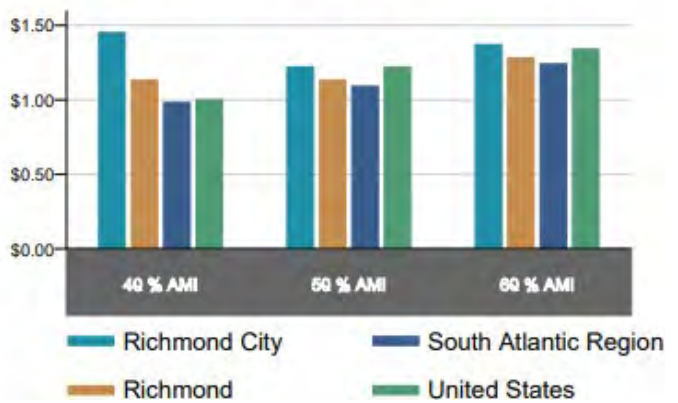 $1.50
$1.00
$0.50
$0.00
40 % AMI 50 % AMI 60 % AMI
Richmond City South Atlantic Region
Richmond United States